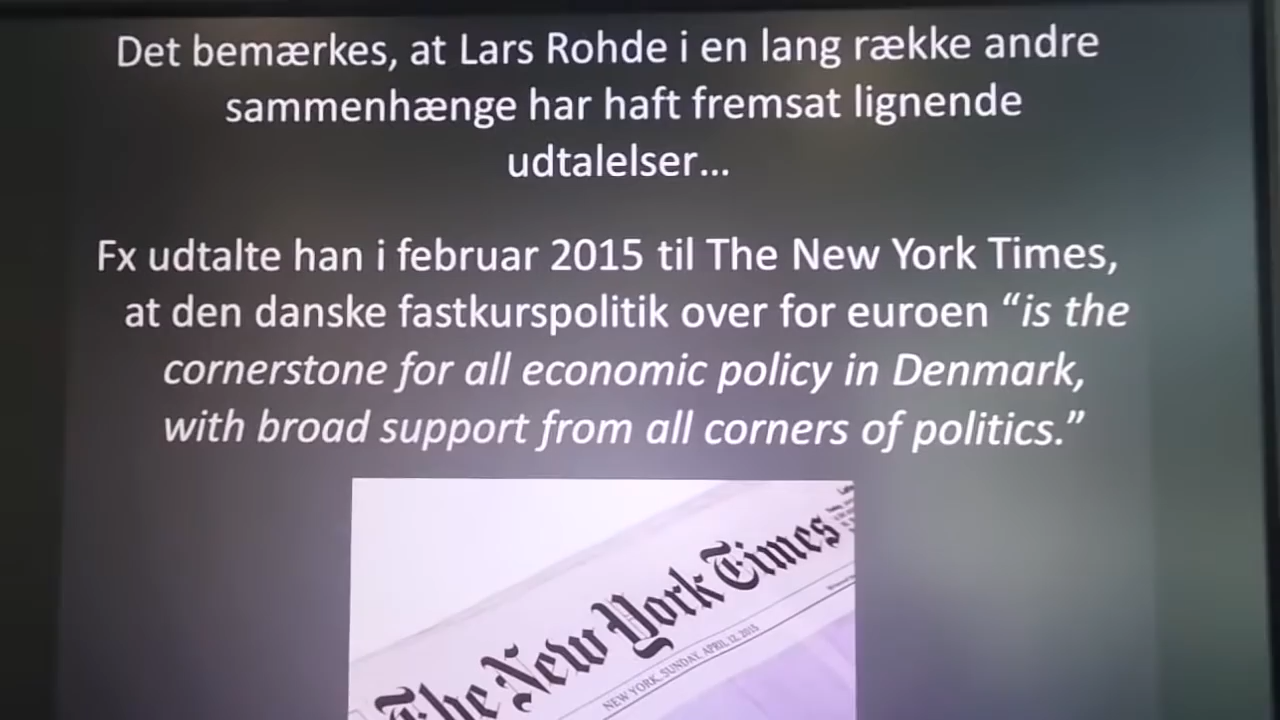 Det bemærkes, at Lars Rohde i en lang række andre
sammenhænge har haft fremsat lignende
udtalelser…
Fx udtalte han i februar 2015 til The New York Times,
at den danske fastkurspolitik over for euroen “is the
cornerstone for all economic policy in Denmark,
with broad support from all corners of politics.”
The New York Times
NEW YORK, SUNDAY, APRIL 12, 2015